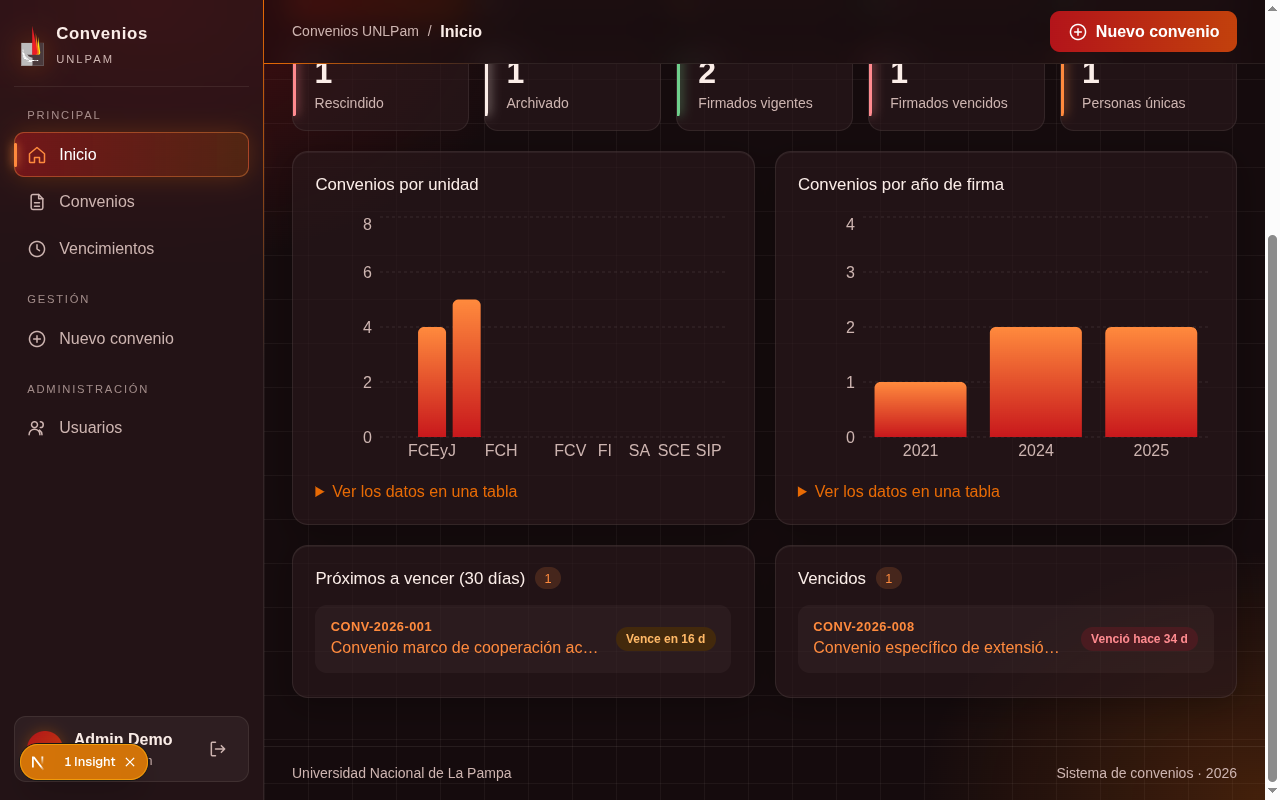 Convenios
UNLPAM
PRINCIPAL
Inicio
Convenios
Vencimientos
GESTIÓN
Nuevo convenio
ADMINISTRACIÓN
Usuarios
Admin Demo
1 Insight
Convenios UNLPam / Inicio
Nuevo convenio
1
Rescindido
1
Archivado
2
Firmados vigentes
1
Firmados vencidos
1
Personas únicas
Convenios por unidad
8
6
4
2
0
FCEyJ FCH FCV FI SA SCE SIP
Ver los datos en una tabla
Convenios por año de firma
4
3
2
1
0
2021 2024 2025
Ver los datos en una tabla
Próximos a vencer (30 días) 1
CONV-2026-001
Convenio marco de cooperación ac…
Vence en 16 d
Vencidos 1
CONV-2026-008
Convenio específico de extensió…
Venció hace 34 d
Universidad Nacional de La Pampa
Sistema de convenios · 2026